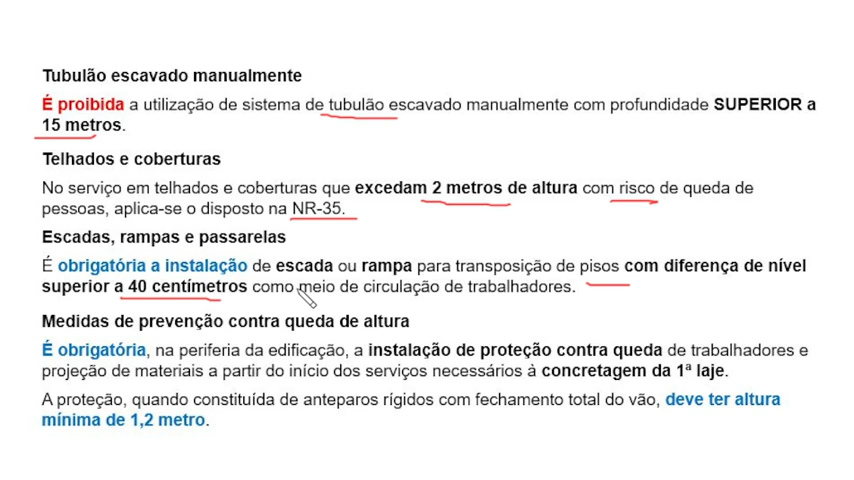 Tubulão escavado manualmente
É proibida a utilização de sistema de tubulão escavado manualmente com profundidade SUPERIOR a
15 metros.
Telhados e coberturas
No serviço em telhados e coberturas que excedam 2 metros de altura com risco de queda de
pessoas, aplica-se o disposto na NR-35.
Escadas, rampas e passarelas
É obrigatória a instalação de escada ou rampa para transposição de pisos com diferença de nível
superior a 40 centímetros como meio de circulação de trabalhadores.
Medidas de prevenção contra queda de altura
É obrigatória, na periferia da edificação, a instalação de proteção contra queda de trabalhadores e
projeção de materiais a partir do início dos serviços necessários à concretagem da 1ª laje.
A proteção, quando constituída de anteparos rígidos com fechamento total do vão, deve ter altura
mínima de 1,2 metro.